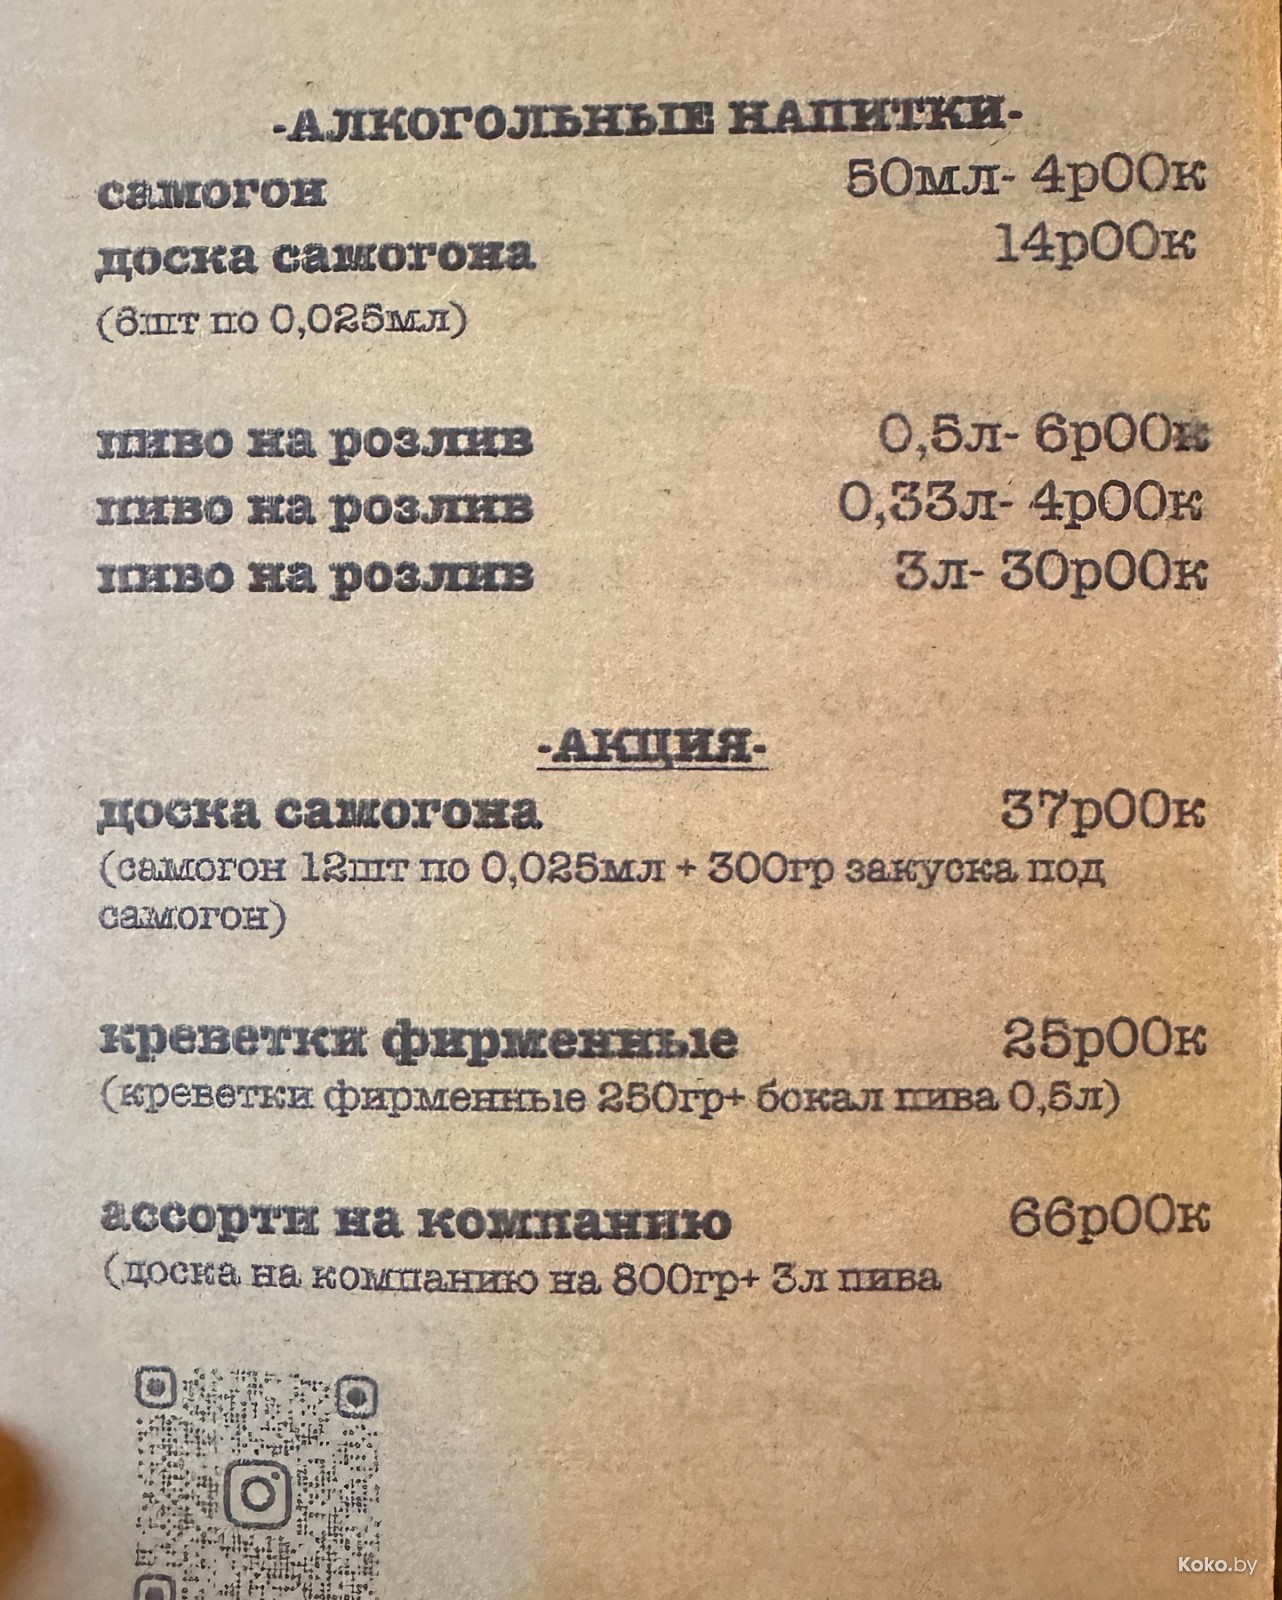 -АЛКОГОЛЬНЫЕ НАПИТКИ-
самогон 50мл- 4р00к
доска самогона 14р00к
(6шт по 0,025мл)
пиво на розлив 0,5л- 6р00к
пиво на розлив 0,33л- 4р00к
пиво на розлив 3л- 30р00к
-АКЦИЯ-
доска самогона 37р00к
(самогон 12шт по 0,025мл + 300гр закуска под
самогон)
креветки фирменные 25р00к
(креветки фирменные 250гр+ бокал пива 0,5л)
ассорти на компанию 66р00к
(доска на компанию на 800гр+ 3л пива
Koko.by